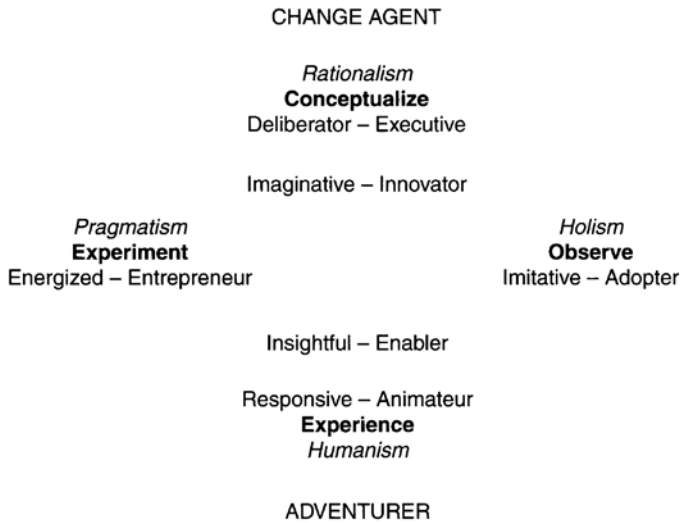 CHANGE AGENT
Rationalism
Conceptualize
Deliberator – Executive
Imaginative – Innovator
Pragmatism
Experiment
Energized – Entrepreneur
Holism
Observe
Imitative – Adopter
Insightful – Enabler
Responsive – Animateur
Experience
Humanism
ADVENTURER